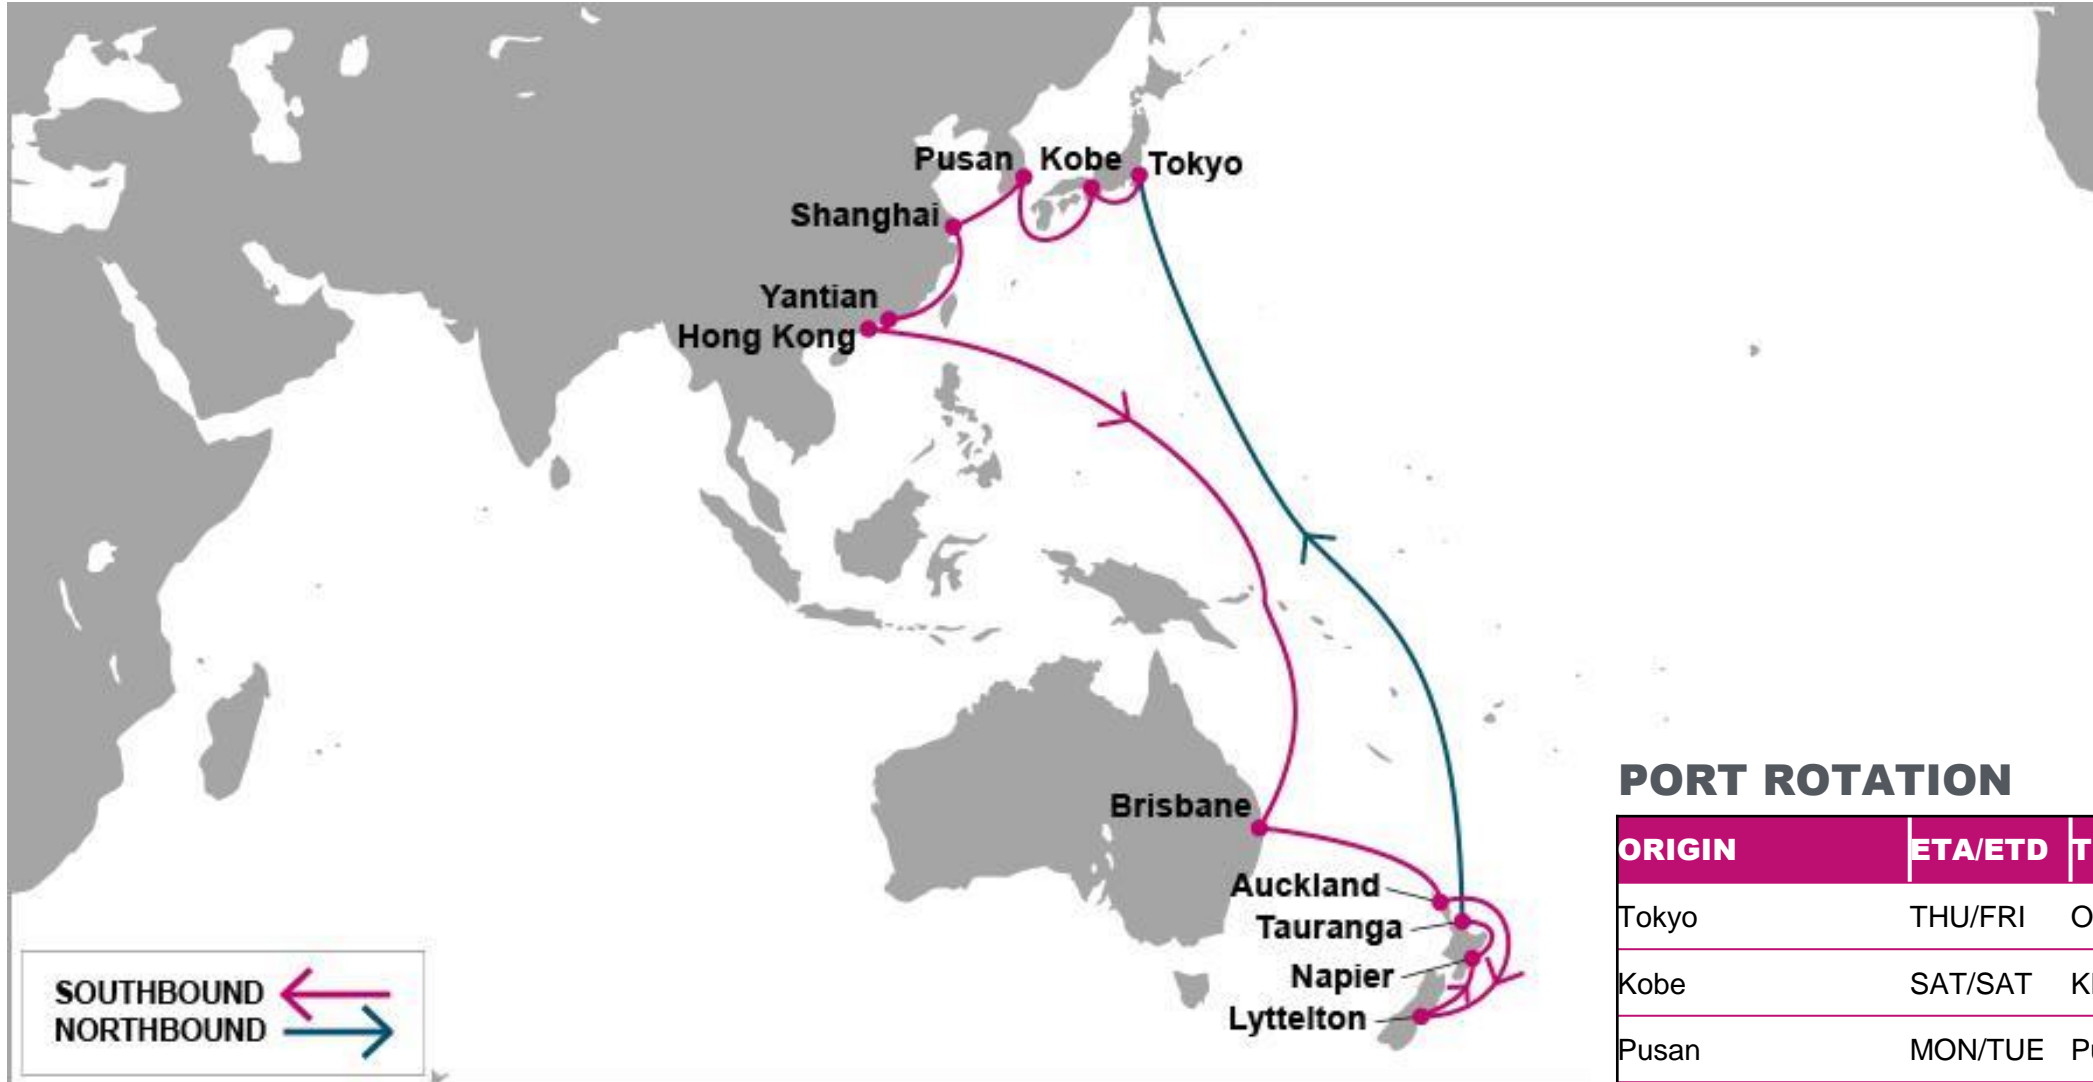 Pusan
Kobe
Tokyo
Shanghai
Yantian
Hong Kong
Brisbane
Auckland
Tauranga
Napier
Lyttelton
SOUTHBOUND
NORTHBOUND
PORT ROTATION
ORIGIN ETA/ETD
Tokyo THU/FRI
Kobe SAT/SAT
Pusan MON/TUE